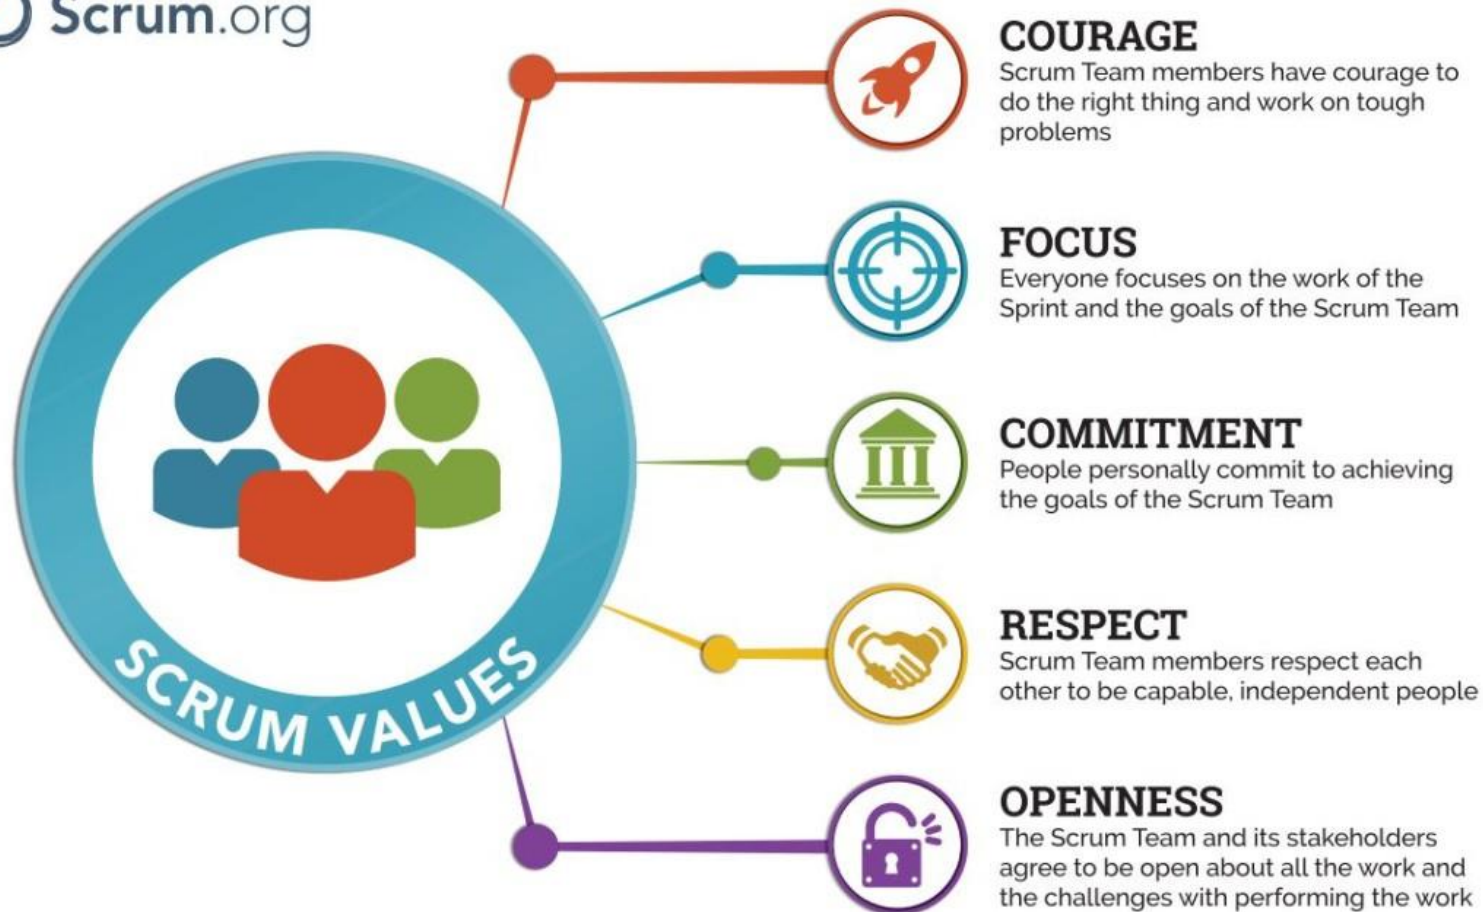 Scrum.org
COURAGE
Scrum Team members have courage to
do the right thing and work on tough
problems
FOCUS
Everyone focuses on the work of the
Sprint and the goals of the Scrum Team
COMMITMENT
People personally commit to achieving
the goals of the Scrum Team
RESPECT
Scrum Team members respect each
other to be capable, independent people
OPENNESS
The Scrum Team and its stakeholders
agree to be open about all the work and
the challenges with performing the work
SCRUM VALUES